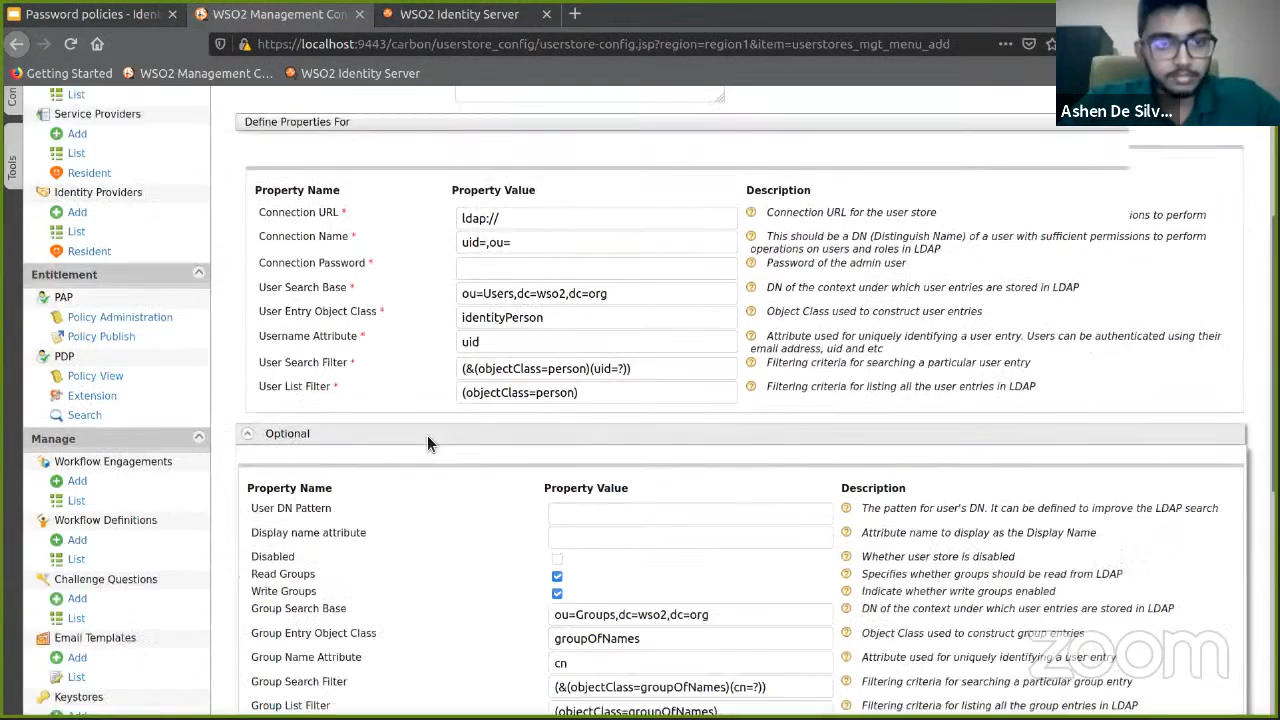 Password policies - Iden
WSO2 Management Con
WSO2 Identity Server
https://localhost:9443/carbon/userstore_config/userstore-config.jsp?region=region1&item=userstores_mgmt_menu_add
Getting Started
WSO2 Management C...
WSO2 Identity Server
Ashen De Silv...
Con
Tools
List
Service Providers
Add
List
Resident
Identity Providers
Add
List
Resident
Entitlement
PAP
Policy Administration
Policy Publish
PDP
Policy View
Extension
Search
Manage
Workflow Engagements
Add
List
Workflow Definitions
Add
List
Challenge Questions
Add
List
Email Templates
Add
List
Keystores
Define Properties For
Property Name Property Value Description
ions to perform
Connection URL * ldap:// Connection URL for the user store
Connection Name * uid=,ou= This should be a DN (Distinguish Name) of a user with sufficient permissions to perform
operations on users and roles in LDAP
Connection Password * Password of the admin user
User Search Base * ou=Users,dc=wso2,dc=org DN of the context under which user entries are stored in LDAP
User Entry Object Class * identityPerson Object Class used to construct user entries
Username Attribute * uid Attribute used for uniquely identifying a user entry. Users can be authenticated using their
email address, uid and etc
User Search Filter * (&(objectClass=person)(uid=?)) Filtering criteria for searching a particular user entry
User List Filter * (objectClass=person) Filtering criteria for listing all the user entries in LDAP
Optional
Property Name Property Value Description
User DN Pattern The patten for user's DN. It can be defined to improve the LDAP search
Display name attribute Attribute name to display as the Display Name
Disabled Whether user store is disabled
Read Groups Specifies whether groups should be read from LDAP
Write Groups Indicate whether write groups enabled
Group Search Base ou=Groups,dc=wso2,dc=org DN of the context under which user entries are stored in LDAP
Group Entry Object Class groupOfNames Object Class used to construct group entries
Group Name Attribute cn Attribute used for uniquely identifying a user entry
Group Search Filter (&(objectClass=groupOfNames)(cn=?)) Filtering criteria for searching a particular group entry
Group List Filter (objectClass=groupOfNames) Filtering criteria for listing all the group entries in LDAP
zoom